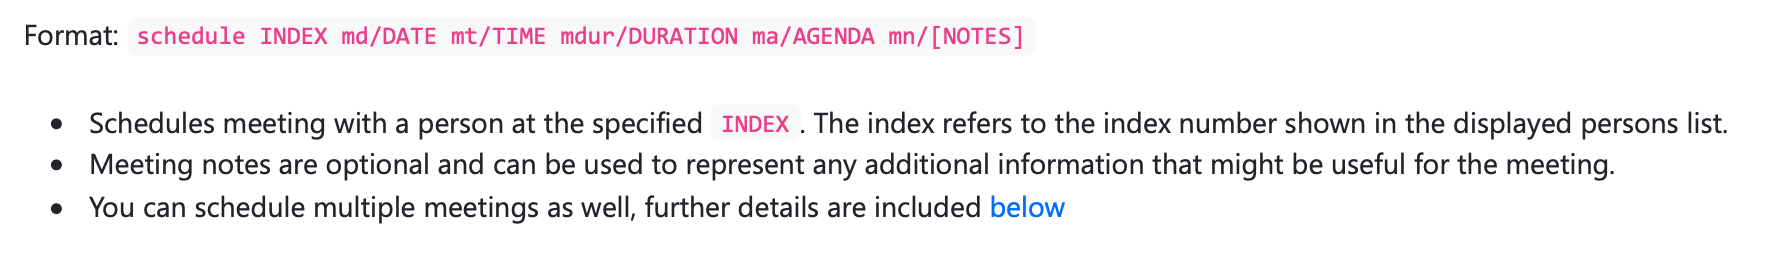 Format: schedule INDEX md/DATE mt/TIME mdur/DURATION ma/AGENDA mn/[NOTES]
• Schedules meeting with a person at the specified INDEX. The index refers to the index number shown in the displayed persons list.
• Meeting notes are optional and can be used to represent any additional information that might be useful for the meeting.
• You can schedule multiple meetings as well, further details are included below